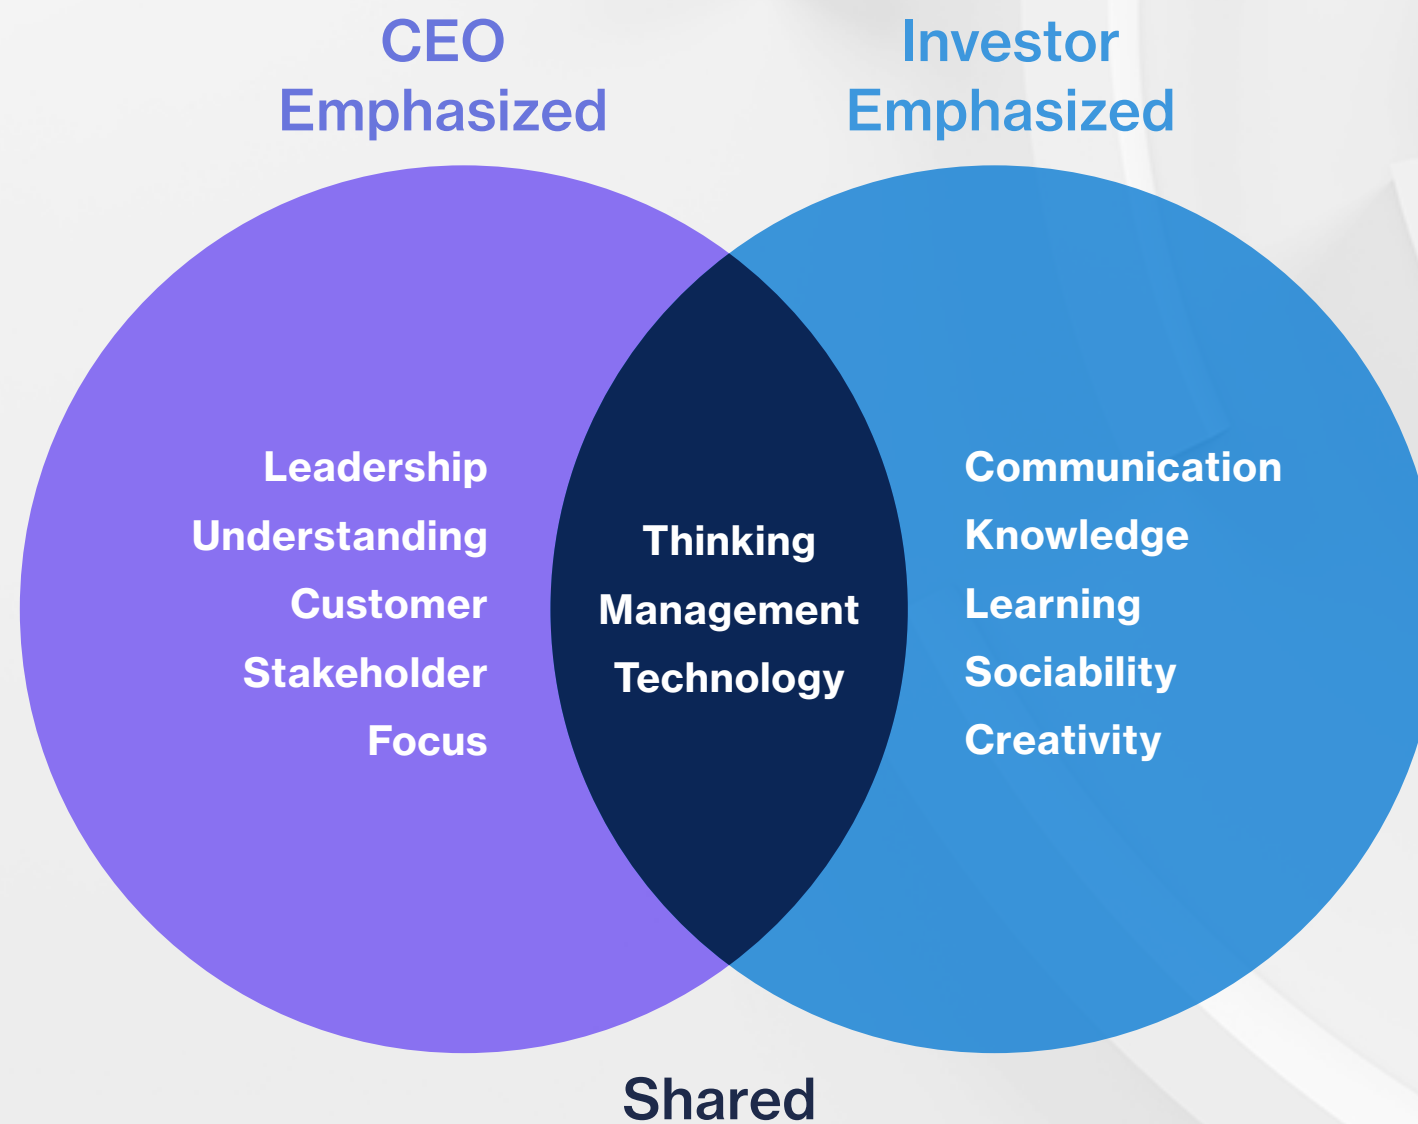 CEO
Emphasized
Investor
Emphasized
Leadership
Understanding
Customer
Stakeholder
Focus
Thinking
Management
Technology
Communication
Knowledge
Learning
Sociability
Creativity
Shared